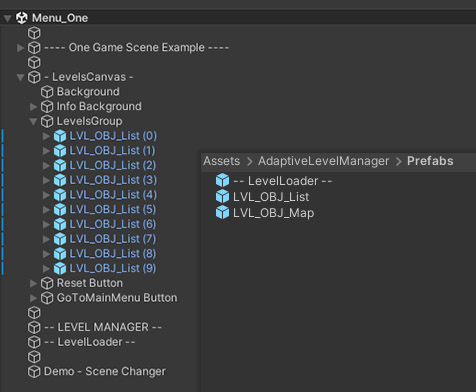 Menu_One
---- One Game Scene Example ----
- LevelsCanvas -
Background
Info Background
LevelsGroup
LVL_OBJ_List (0)
LVL_OBJ_List (1)
LVL_OBJ_List (2)
LVL_OBJ_List (3)
LVL_OBJ_List (4)
LVL_OBJ_List (5)
LVL_OBJ_List (6)
LVL_OBJ_List (7)
LVL_OBJ_List (8)
LVL_OBJ_List (9)
Reset Button
GoToMainMenu Button
-- LEVEL MANAGER --
-- LevelLoader --
Demo - Scene Changer
Assets > AdaptiveLevelManager > Prefabs
-- LevelLoader --
LVL_OBJ_List
LVL_OBJ_Map